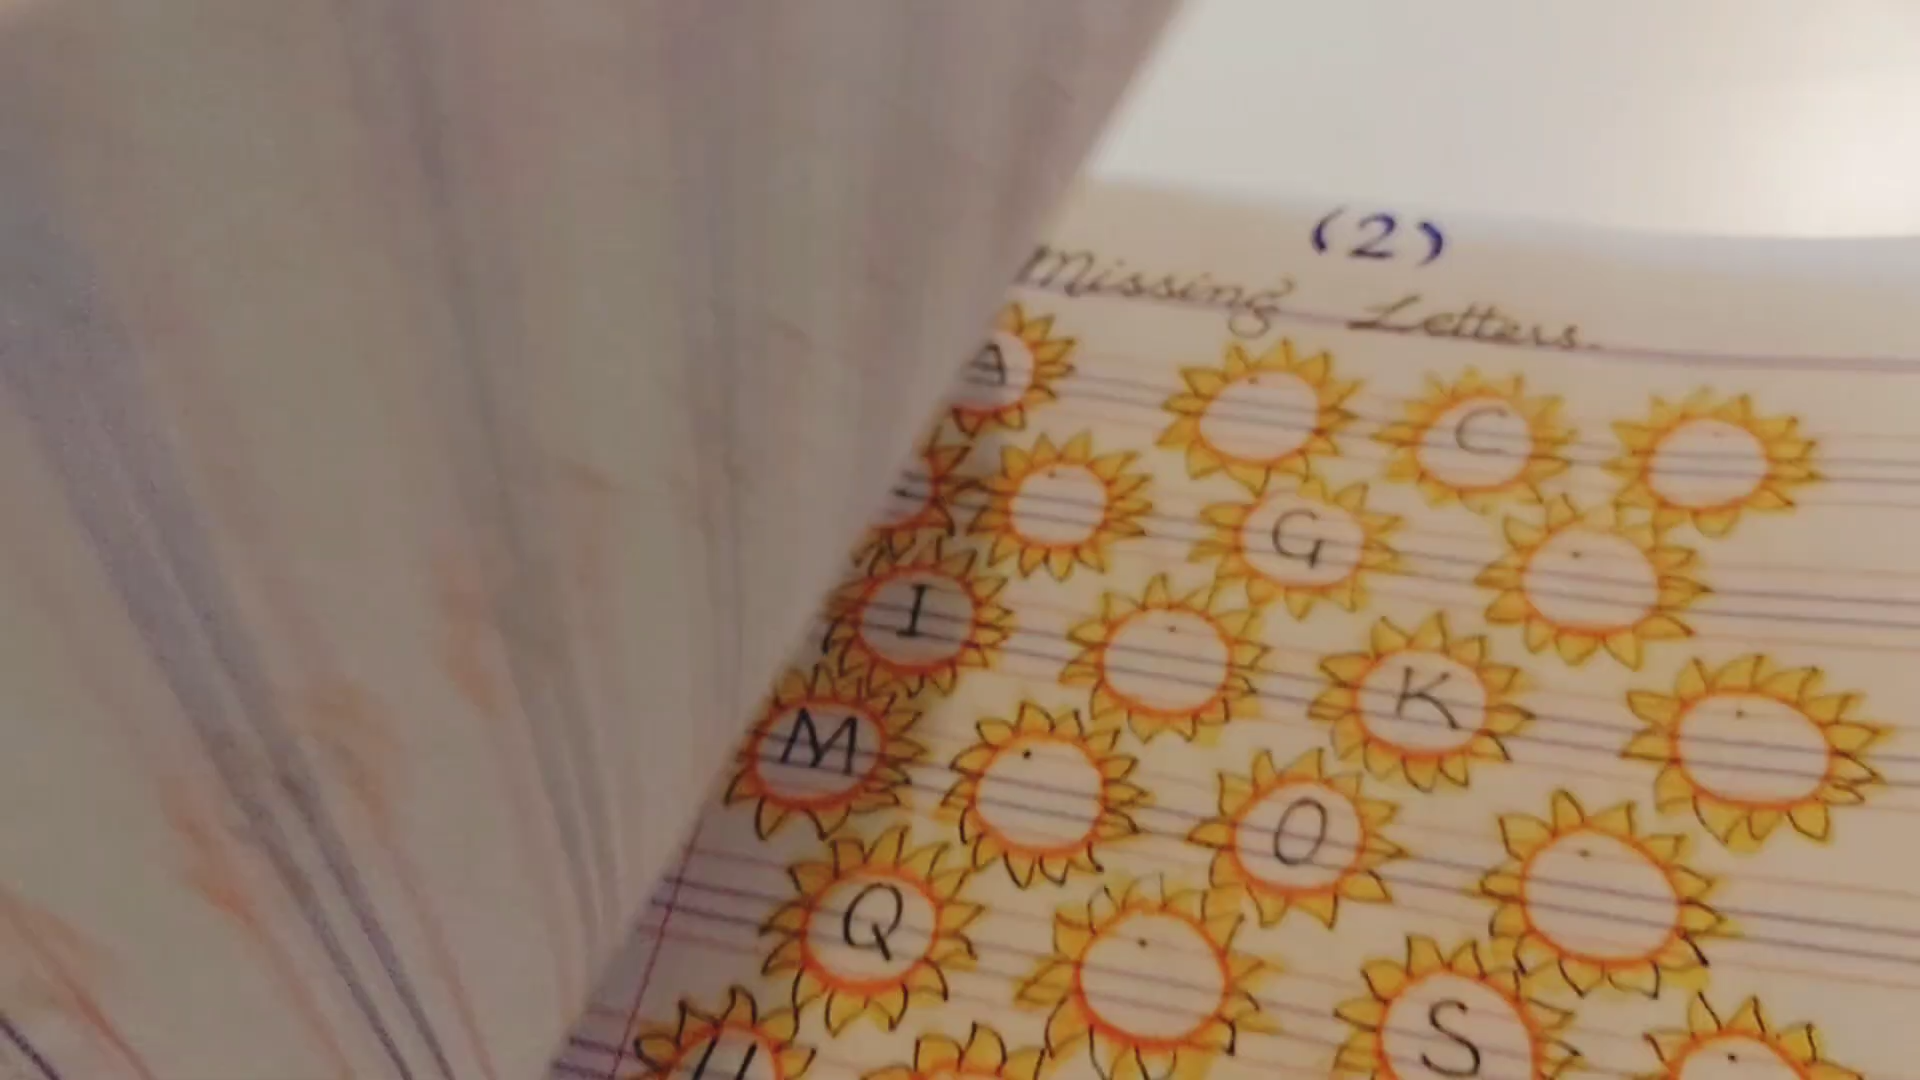 (2)
Missing Letters.
A C
G
I K
M O
Q S
U